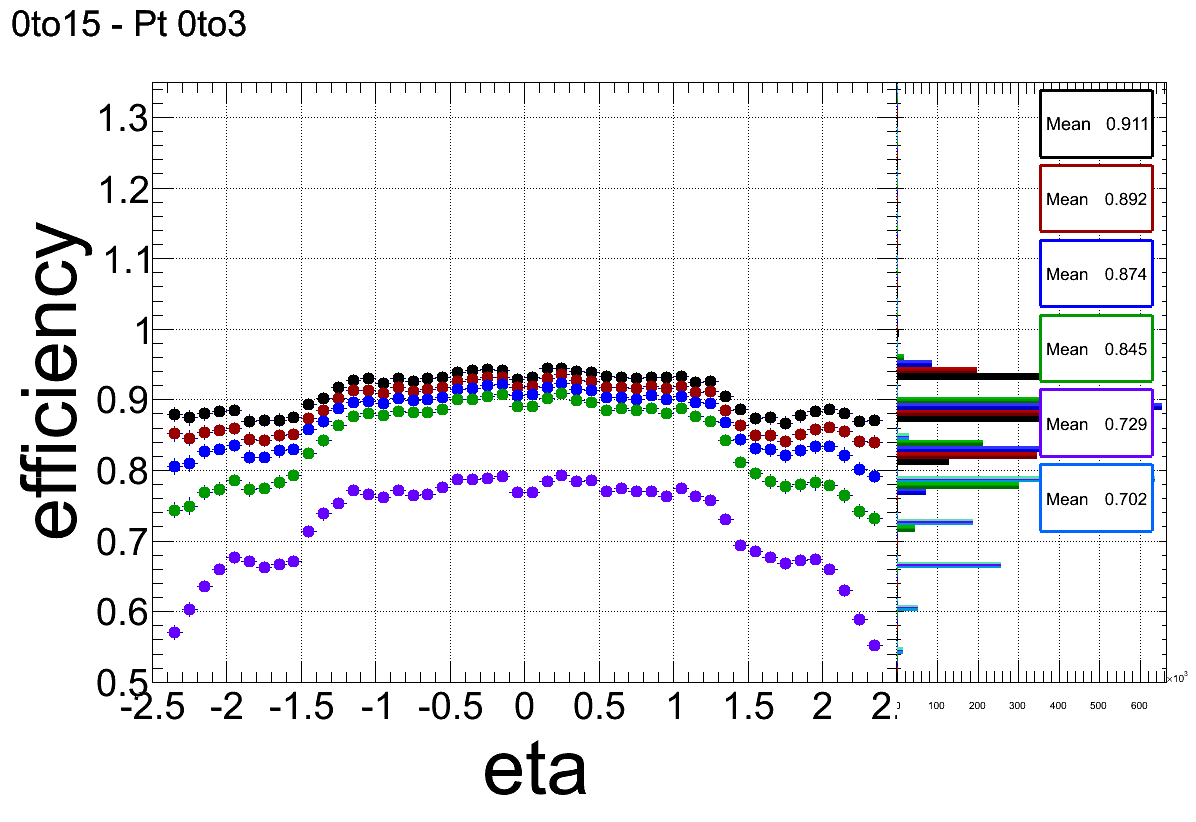 0to15 - Pt 0to3
efficiency
1.3
1.2
1.1
1
0.9
0.8
0.7
0.6
0.5
-2.5 -2 -1.5 -1 -0.5 0 0.5 1 1.5 2 2.
eta
Mean 0.911
Mean 0.892
Mean 0.874
Mean 0.845
Mean 0.729
Mean 0.702
×10³
100 200 300 400 500 600